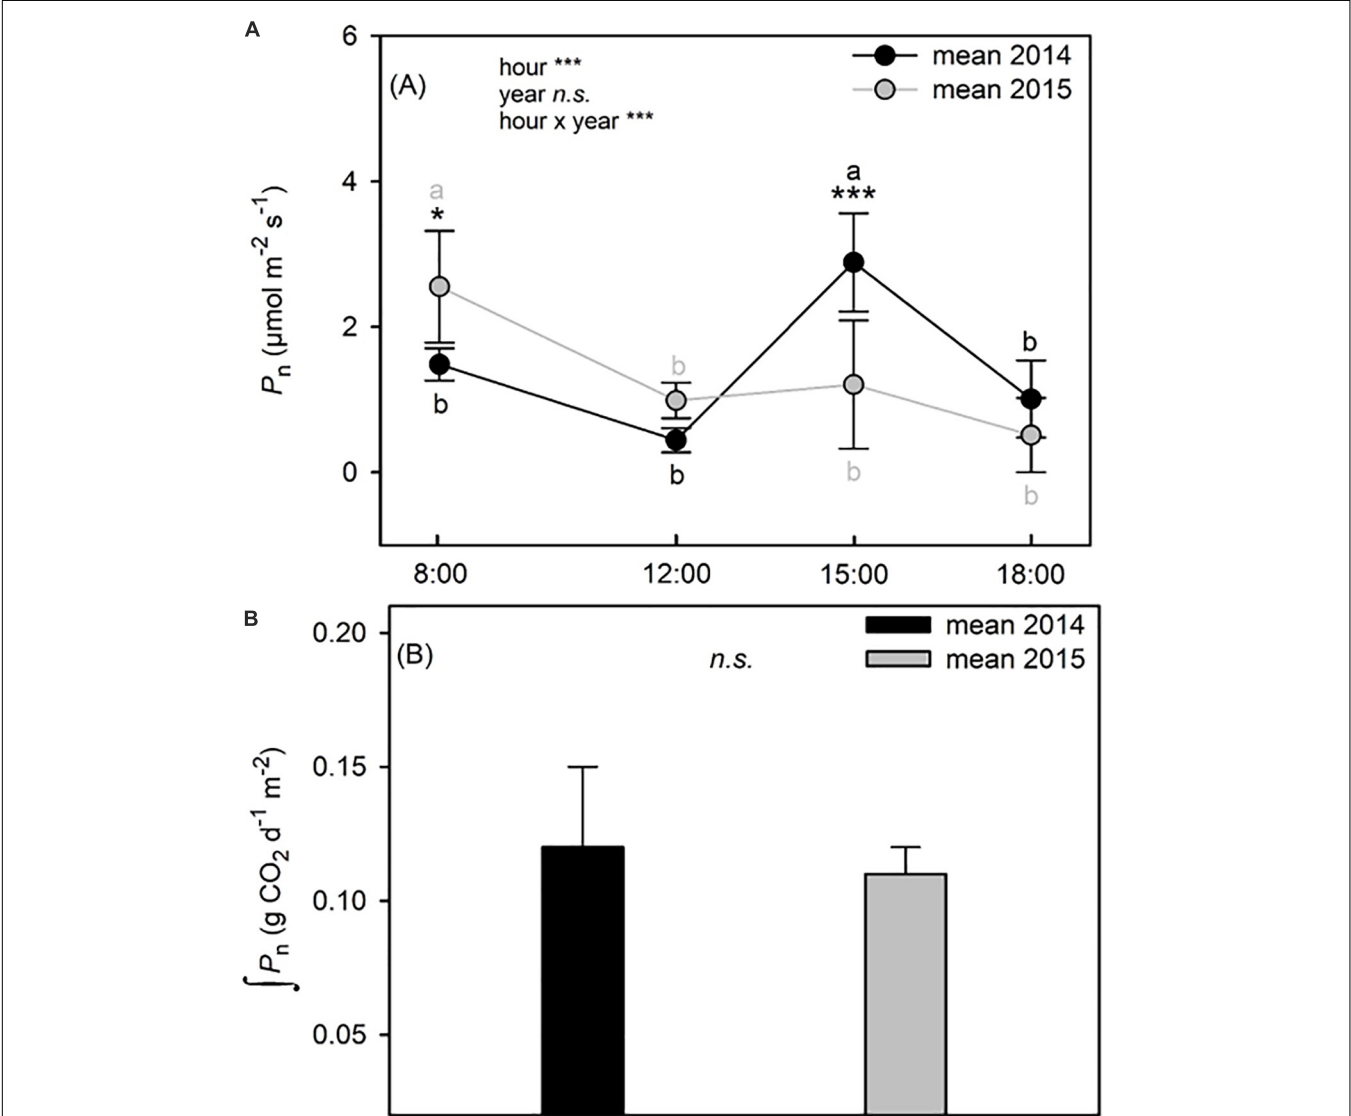 A
6
(A)
hour ***
year n.s.
hour x year ***
mean 2014
mean 2015
4
2
0
Pn (µmol m-2 s-1)
a
*
b
b
b
a
***
b
b
b
8:00
12:00
15:00
18:00
B
0.20
(B)
n.s.
mean 2014
mean 2015
0.15
0.10
0.05
∫Pn (g CO2 d-1 m-2)